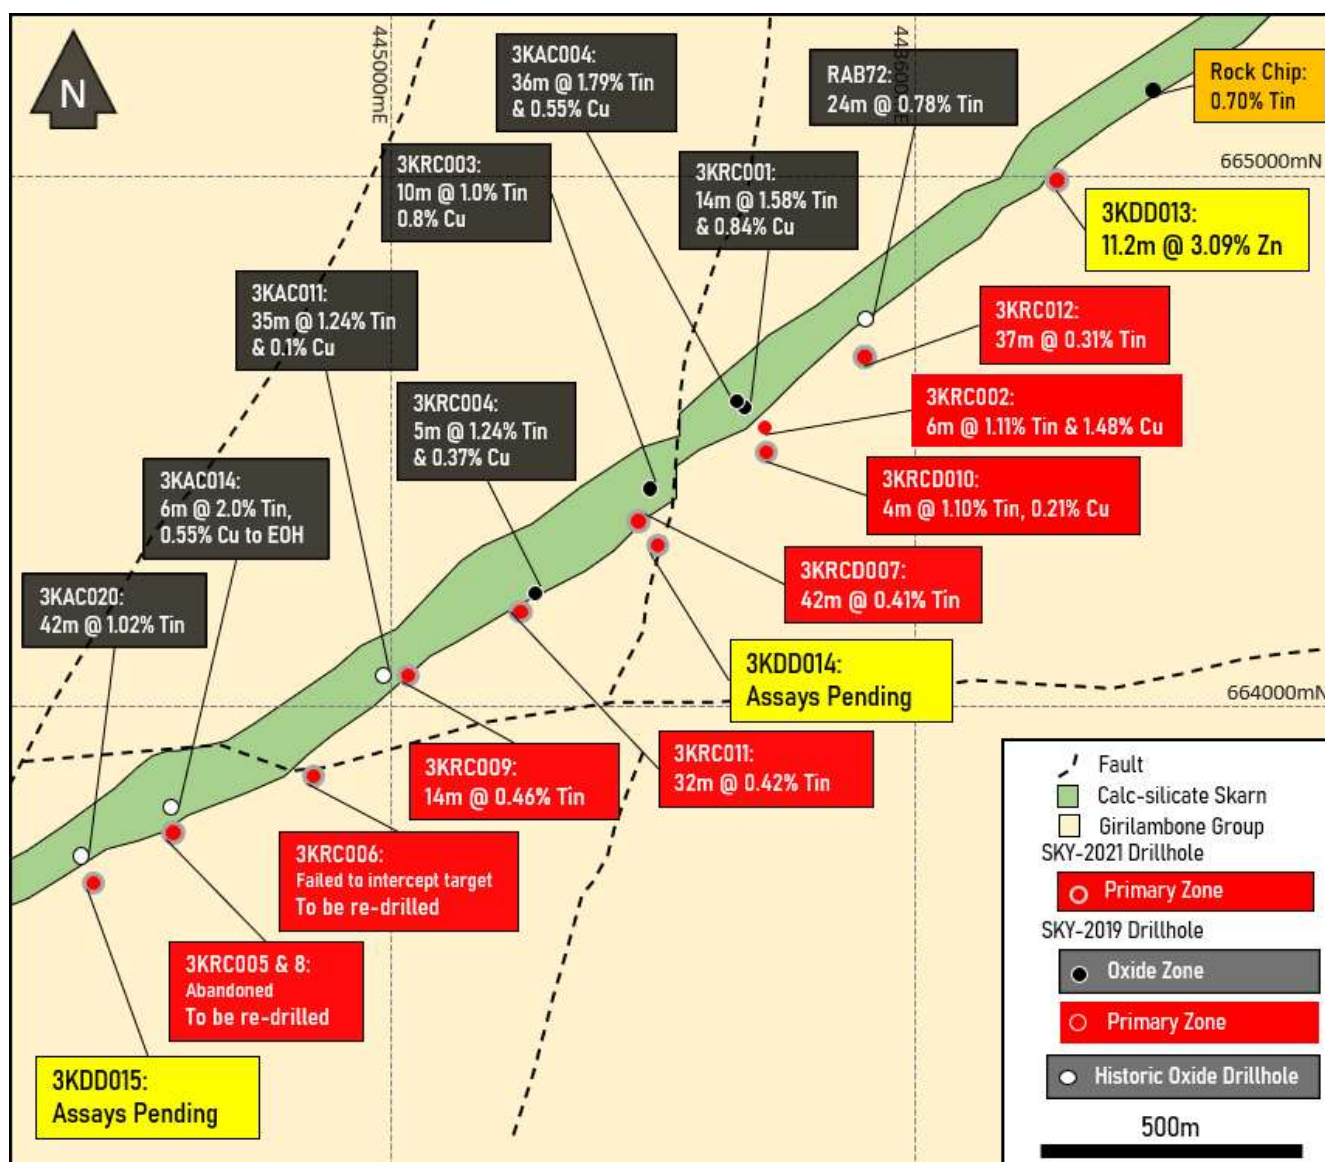 N
445000mE
3KAC004:
36m @ 1.79% Tin
& 0.55% Cu
RAB72:
24m @ 0.78% Tin
Rock Chip:
0.70% Tin
665000mN
3KRC003:
10m @ 1.0% Tin
0.8% Cu
3KRC001:
14m @ 1.58% Tin
& 0.84% Cu
3KDD013:
11.2m @ 3.09% Zn
3KAC011:
35m @ 1.24% Tin
& 0.1% Cu
3KRC012:
37m @ 0.31% Tin
3KRC004:
5m @ 1.24% Tin
& 0.37% Cu
3KRC002:
6m @ 1.11% Tin & 1.48% Cu
3KAC014:
6m @ 2.0% Tin,
0.55% Cu to EOH
3KRCD010:
4m @ 1.10% Tin, 0.21% Cu
3KAC020:
42m @ 1.02% Tin
3KRCD007:
42m @ 0.41% Tin
3KDD014:
Assays Pending
664000mN
3KRC009:
14m @ 0.46% Tin
3KRC011:
32m @ 0.42% Tin
3KRC006:
Failed to intercept target
To be re-drilled
3KRC005 & 8:
Abandoned
To be re-drilled
3KDD015:
Assays Pending
Fault
Calc-silicate Skarn
Girilambone Group
SKY-2021 Drillhole
Primary Zone
SKY-2019 Drillhole
Oxide Zone
Primary Zone
Historic Oxide Drillhole
500m